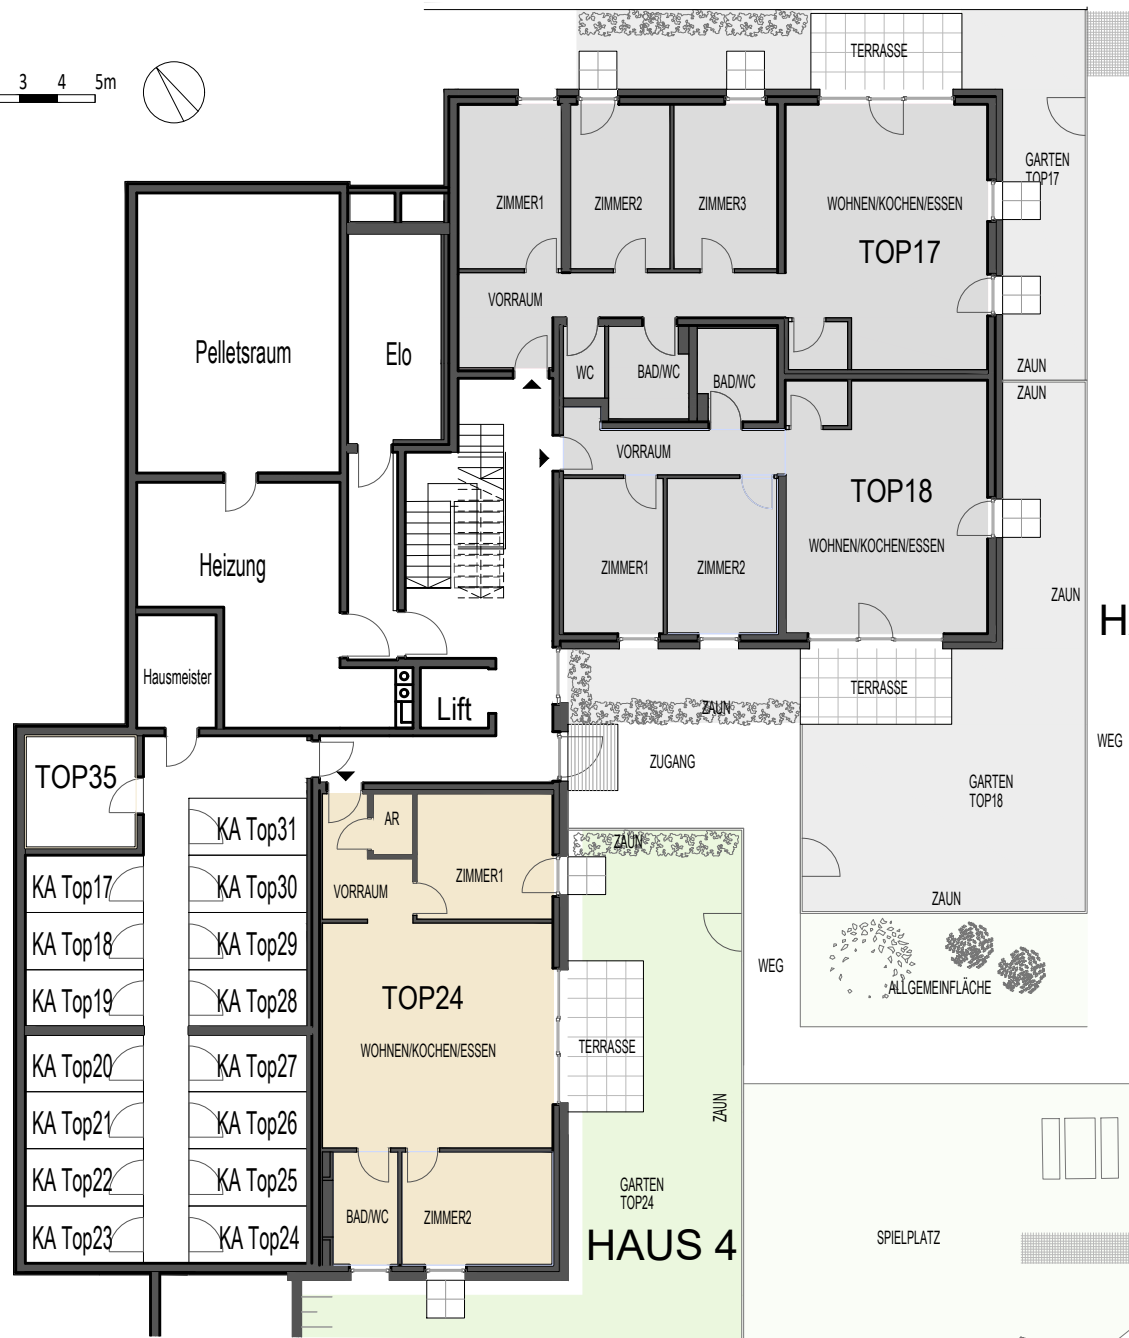 3 4 5m
TERRASSE
GARTEN
TOP17
ZIMMER1
ZIMMER2
ZIMMER3
WOHNEN/KOCHEN/ESSEN
TOP17
VORRAUM
Pelletsraum
Elo
WC
BAD/WC
BAD/WC
ZAUN
ZAUN
VORRAUM
TOP18
WOHNEN/KOCHEN/ESSEN
Heizung
ZIMMER1
ZIMMER2
ZAUN
H
Hausmeister
Lift
TERRASSE
ZAUN
ZUGANG
WEG
TOP35
GARTEN
TOP18
AR
KA Top31
ZAUN
KA Top17
KA Top30
VORRAUM
ZIMMER1
ZAUN
KA Top18
KA Top29
WEG
ALLGEMEINFLÄCHE
KA Top19
KA Top28
TOP24
WOHNEN/KOCHEN/ESSEN
TERRASSE
KA Top20
KA Top27
ZAUN
KA Top21
KA Top26
KA Top22
KA Top25
GARTEN
TOP24
KA Top23
KA Top24
BAD/WC
ZIMMER2
HAUS 4
SPIELPLATZ